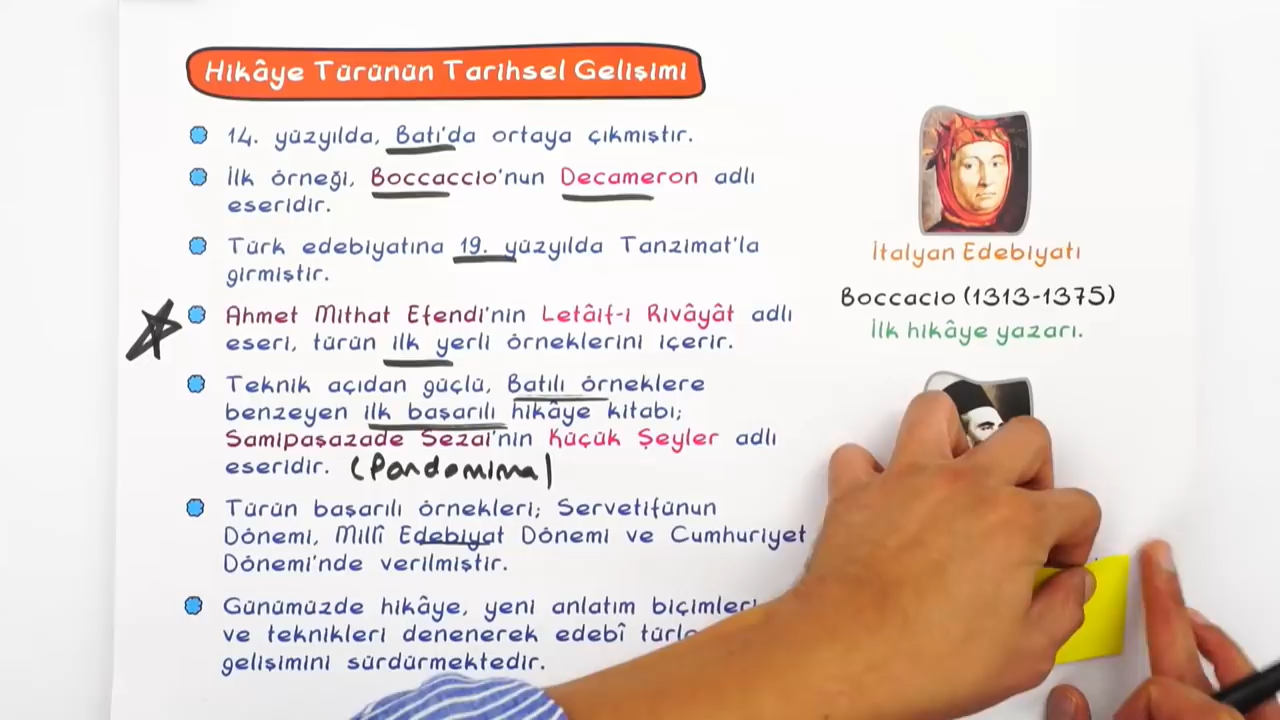 Hikâye Türünün Tarihsel Gelişimi
14. yüzyılda, Batı'da ortaya çıkmıştır.
İlk örneği, Boccaccio'nun Decameron adlı
eseridir.
Türk edebiyatına 19. yüzyılda Tanzimat'la
girmiştir.
Ahmet Mithat Efendi'nin Letâif-i Rivâyât adlı
eseri, türün ilk yerli örneklerini içerir.
Teknik açıdan güçlü, Batılı örneklere
benzeyen ilk başarılı hikâye kitabı;
Samipaşazade Sezai'nin Küçük Şeyler adlı
eseridir. (Pandomima)
Türün başarılı örnekleri; Servetifünun
Dönemi, Millî Edebiyat Dönemi ve Cumhuriyet
Dönemi'nde verilmiştir.
Günümüzde hikâye, yeni anlatım
ve teknikleri denenerek edebî
gelişimini sürdürmektedir.
İtalyan Edebiyatı
Boccacio (1313-1375)
İlk hikâye yazarı.